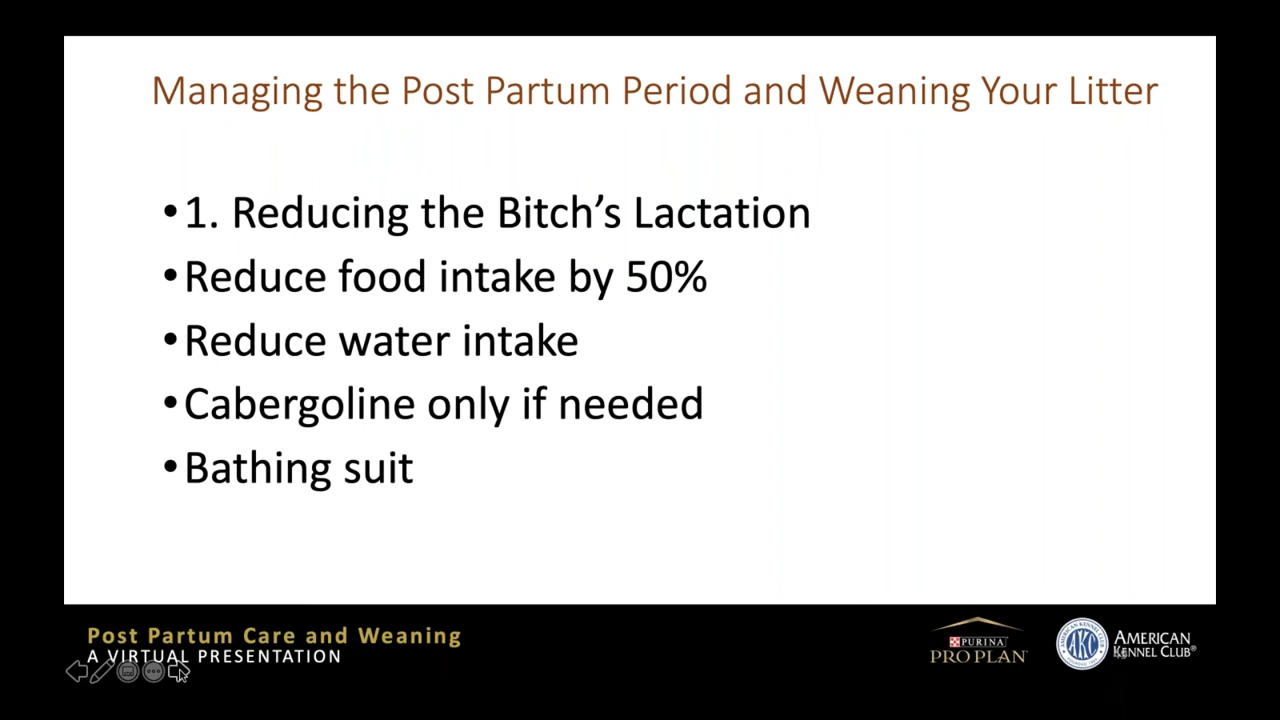 Managing the Post Partum Period and Weaning Your Litter
•1. Reducing the Bitch's Lactation
•Reduce food intake by 50%
•Reduce water intake
•Cabergoline only if needed
•Bathing suit
Post Partum Care and Weaning
A VIRTUAL PRESENTATION
PURINA
PRO PLAN
AKC
AMERICAN
KENNEL CLUB®